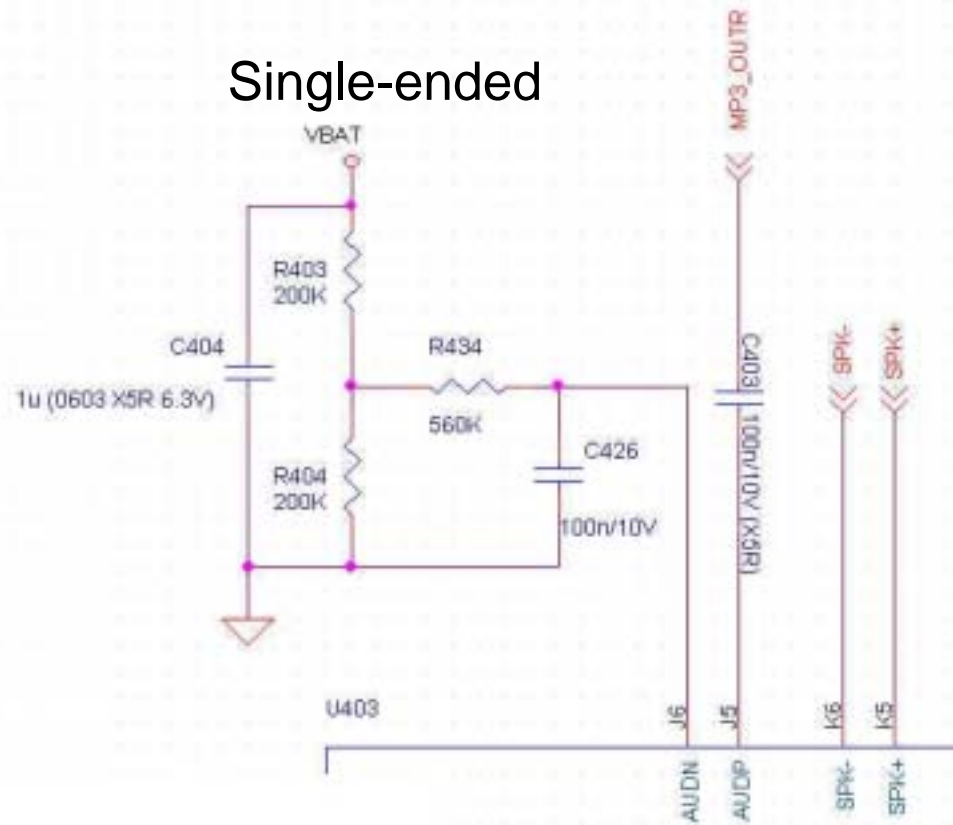 Single-ended
VBAT
MP3_OUTR
R403
200K
C404
1u (0603 X5R 6.3V)
R434
560K
R404
200K
C426
100n/10V
C403
100n/10V (X5R)
SPK-
SPK+
U403
J6
J5
K6
K5
AUDN
AUDP
SPK-
SPK+